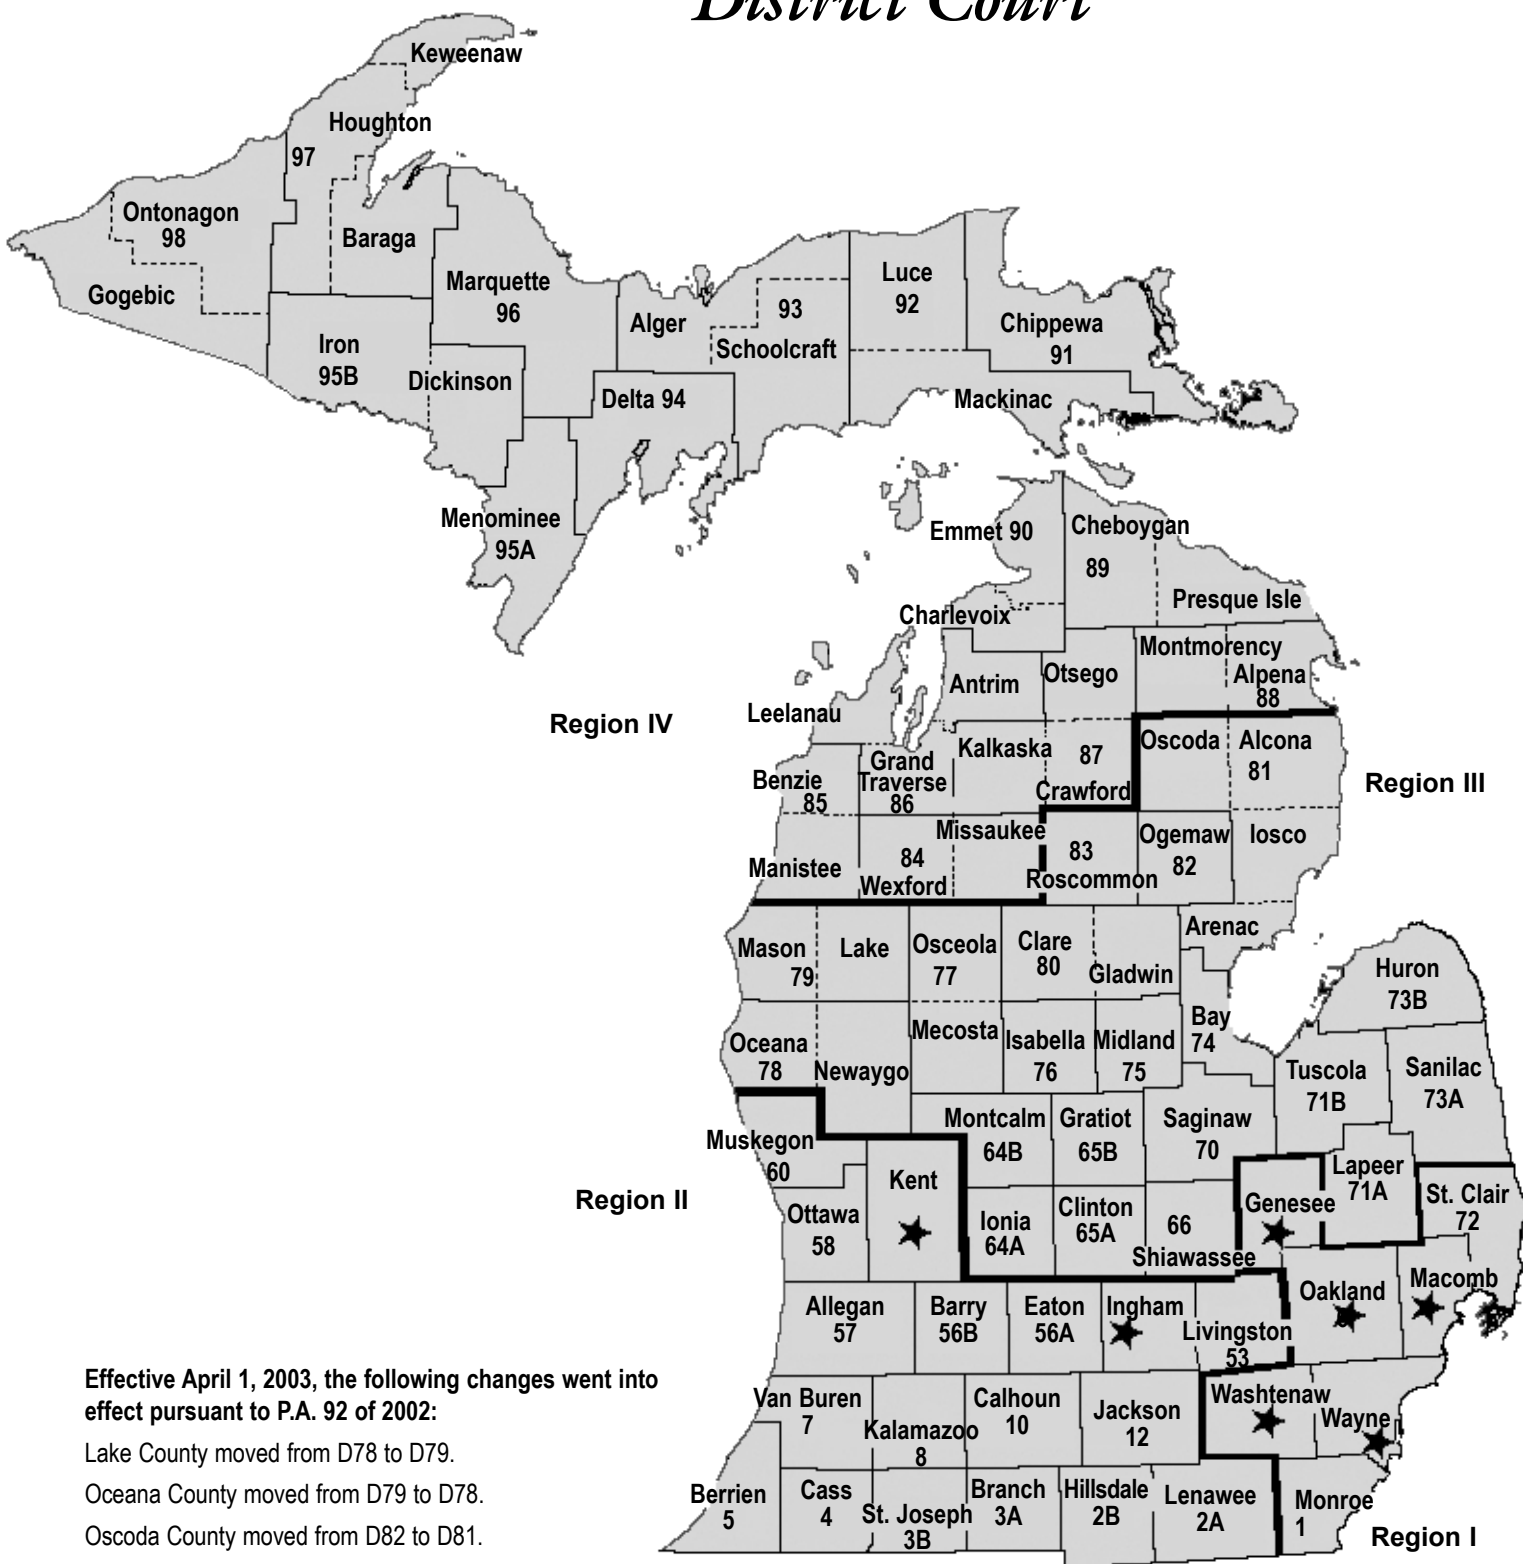 District Court
Keweenaw
Houghton
97
Ontonagon
98
Baraga
Gogebic
Marquette
96
Iron
95B
Dickinson
Alger
93
Schoolcraft
Luce
92
Chippewa
91
Mackinac
Delta 94
Menominee
95A
Emmet 90
Cheboygan
89
Presque Isle
Charlevoix
Montmorency
Alpena
88
Antrim
Otsego
Leelanau
Region IV
Kalkaska
87
Crawford
Oscoda
Alcona
81
Region III
Benzie
85
Grand
Traverse
86
Missaukee
Manistee
84
Wexford
83
Roscommon
Ogemaw
82
Iosco
Arenac
Mason
79
Lake
Osceola
77
Clare
80
Gladwin
Huron
73B
Oceana
78
Newaygo
Mecosta
Isabella
76
Midland
75
Bay
74
Tuscola
71B
Sanilac
73A
Muskegon
60
Montcalm
64B
Gratiot
65B
Saginaw
70
Lapeer
71A
St. Clair
72
Region II
Kent
Ottawa
58
Ionia
64A
Clinton
65A
66
Shiawassee
Genesee
Allegan
57
Barry
56B
Eaton
56A
Ingham
Livingston
53
Oakland
Macomb
Van Buren
7
Kalamazoo
8
Calhoun
10
Jackson
12
Washtenaw
Wayne
Berrien
5
Cass
4
St. Joseph
3B
Branch
3A
Hillsdale
2B
Lenawee
2A
Monroe
1
Region I
Effective April 1, 2003, the following changes went into
effect pursuant to P.A. 92 of 2002:
Lake County moved from D78 to D79.
Oceana County moved from D79 to D78.
Oscoda County moved from D82 to D81.